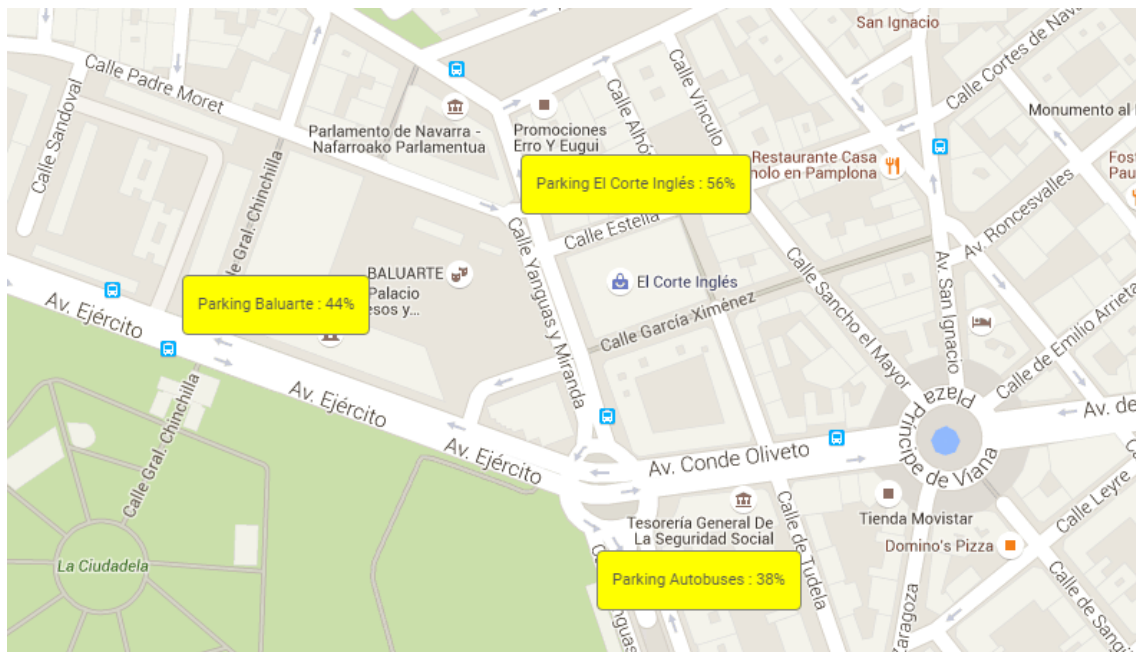 San Ignacio
Calle Cortes de Nav
Calle Padre Moret
Calle Sandoval
Calle Vínculo
Calle Alhó
Parlamento de Navarra -
Nafarroako Parlamentua
Promociones
Erro Y Eugui
Monumento al
Restaurante Casa
nolo en Pamplona
Fost
Pau
Parking El Corte Inglés : 56%
Calle Estella
Av. Roncesvalles
le Gral. Chinchilla
Calle Yanguas y Miranda
BALUARTE
Palacio
esos y...
El Corte Inglés
Calle Sancho el Mayor
Av. San Ignacio
Calle de Emilio Arrieta
Parking Baluarte : 44%
Av. Ejército
Calle García Ximénez
Av. Ejército
Plaza Príncipe de Viana
Av. de
Calle Gral. Chinchilla
Av. Ejército
Av. Conde Oliveto
Calle Leyre
Tesorería General De
La Seguridad Social
Tienda Movistar
Domino's Pizza
La Ciudadela
Calle de Tudela
Parking Autobuses : 38%
Calle de Sang
aragoza
nguas